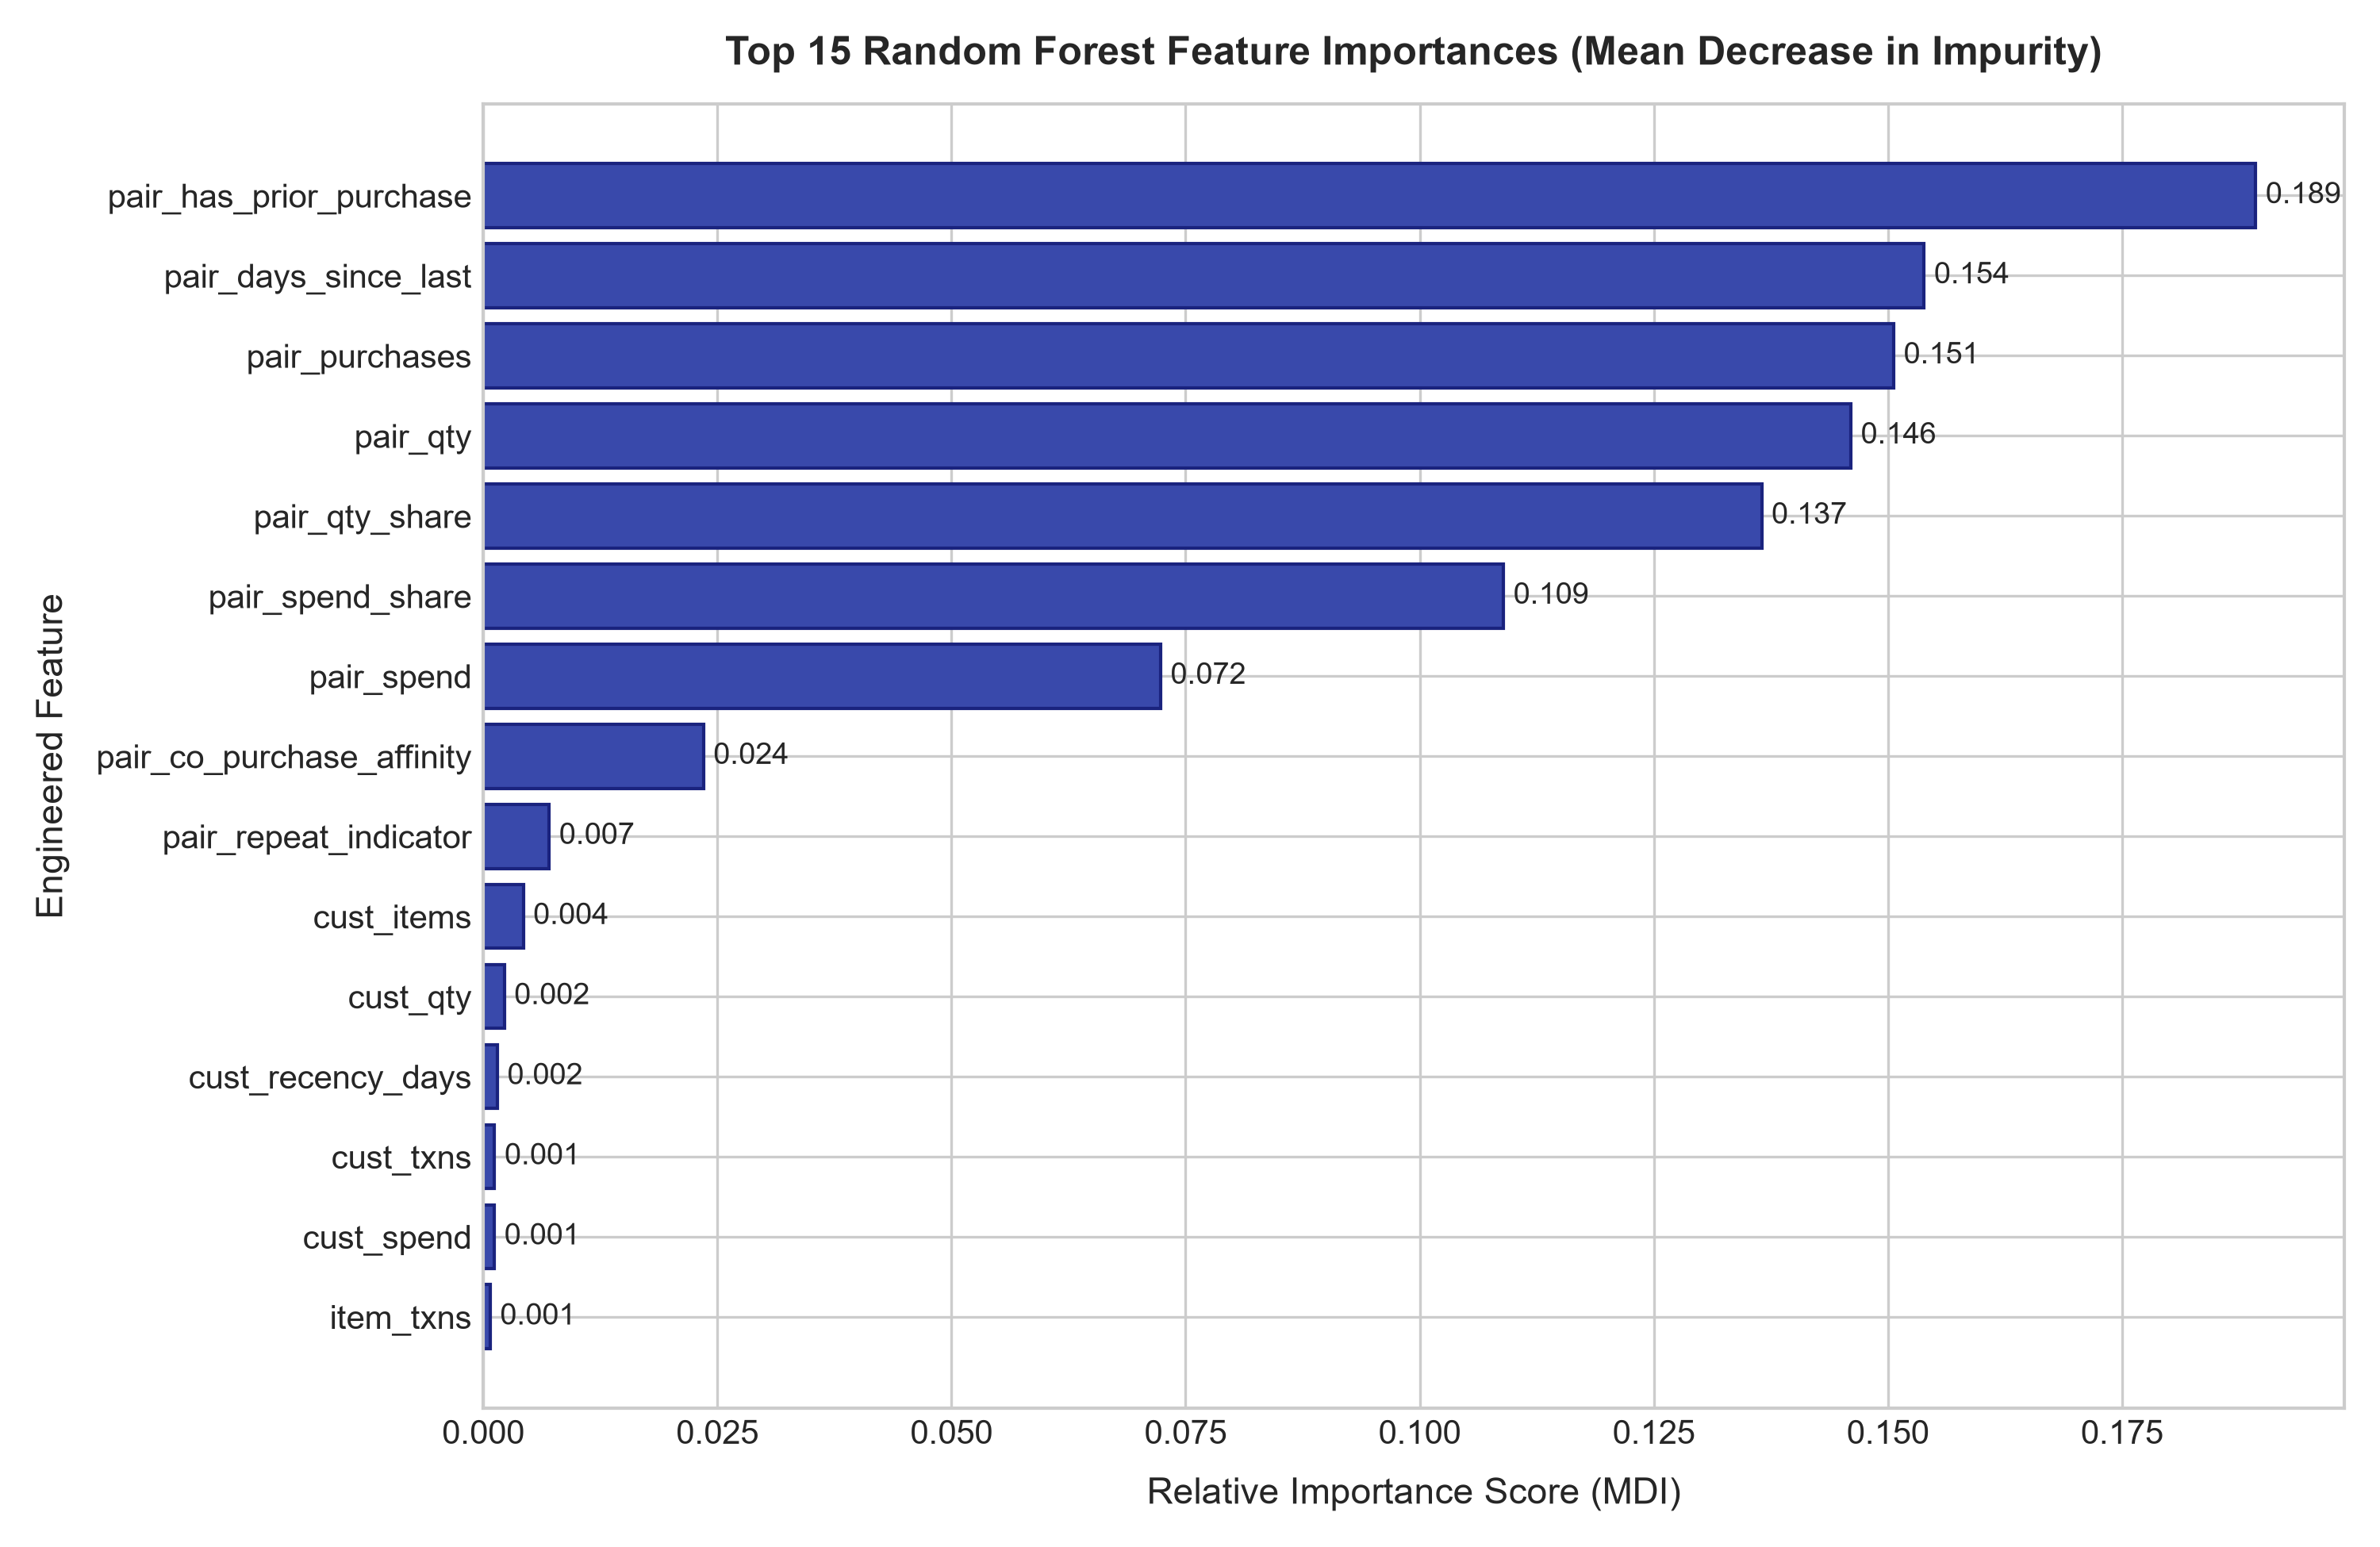 Top 15 Random Forest Feature Importances (Mean Decrease in Impurity)
Engineered Feature
pair_has_prior_purchase 0.189
pair_days_since_last 0.154
pair_purchases 0.151
pair_qty 0.146
pair_qty_share 0.137
pair_spend_share 0.109
pair_spend 0.072
pair_co_purchase_affinity 0.024
pair_repeat_indicator 0.007
cust_items 0.004
cust_qty 0.002
cust_recency_days 0.002
cust_txns 0.001
cust_spend 0.001
item_txns 0.001
0.000 0.025 0.050 0.075 0.100 0.125 0.150 0.175
Relative Importance Score (MDI)